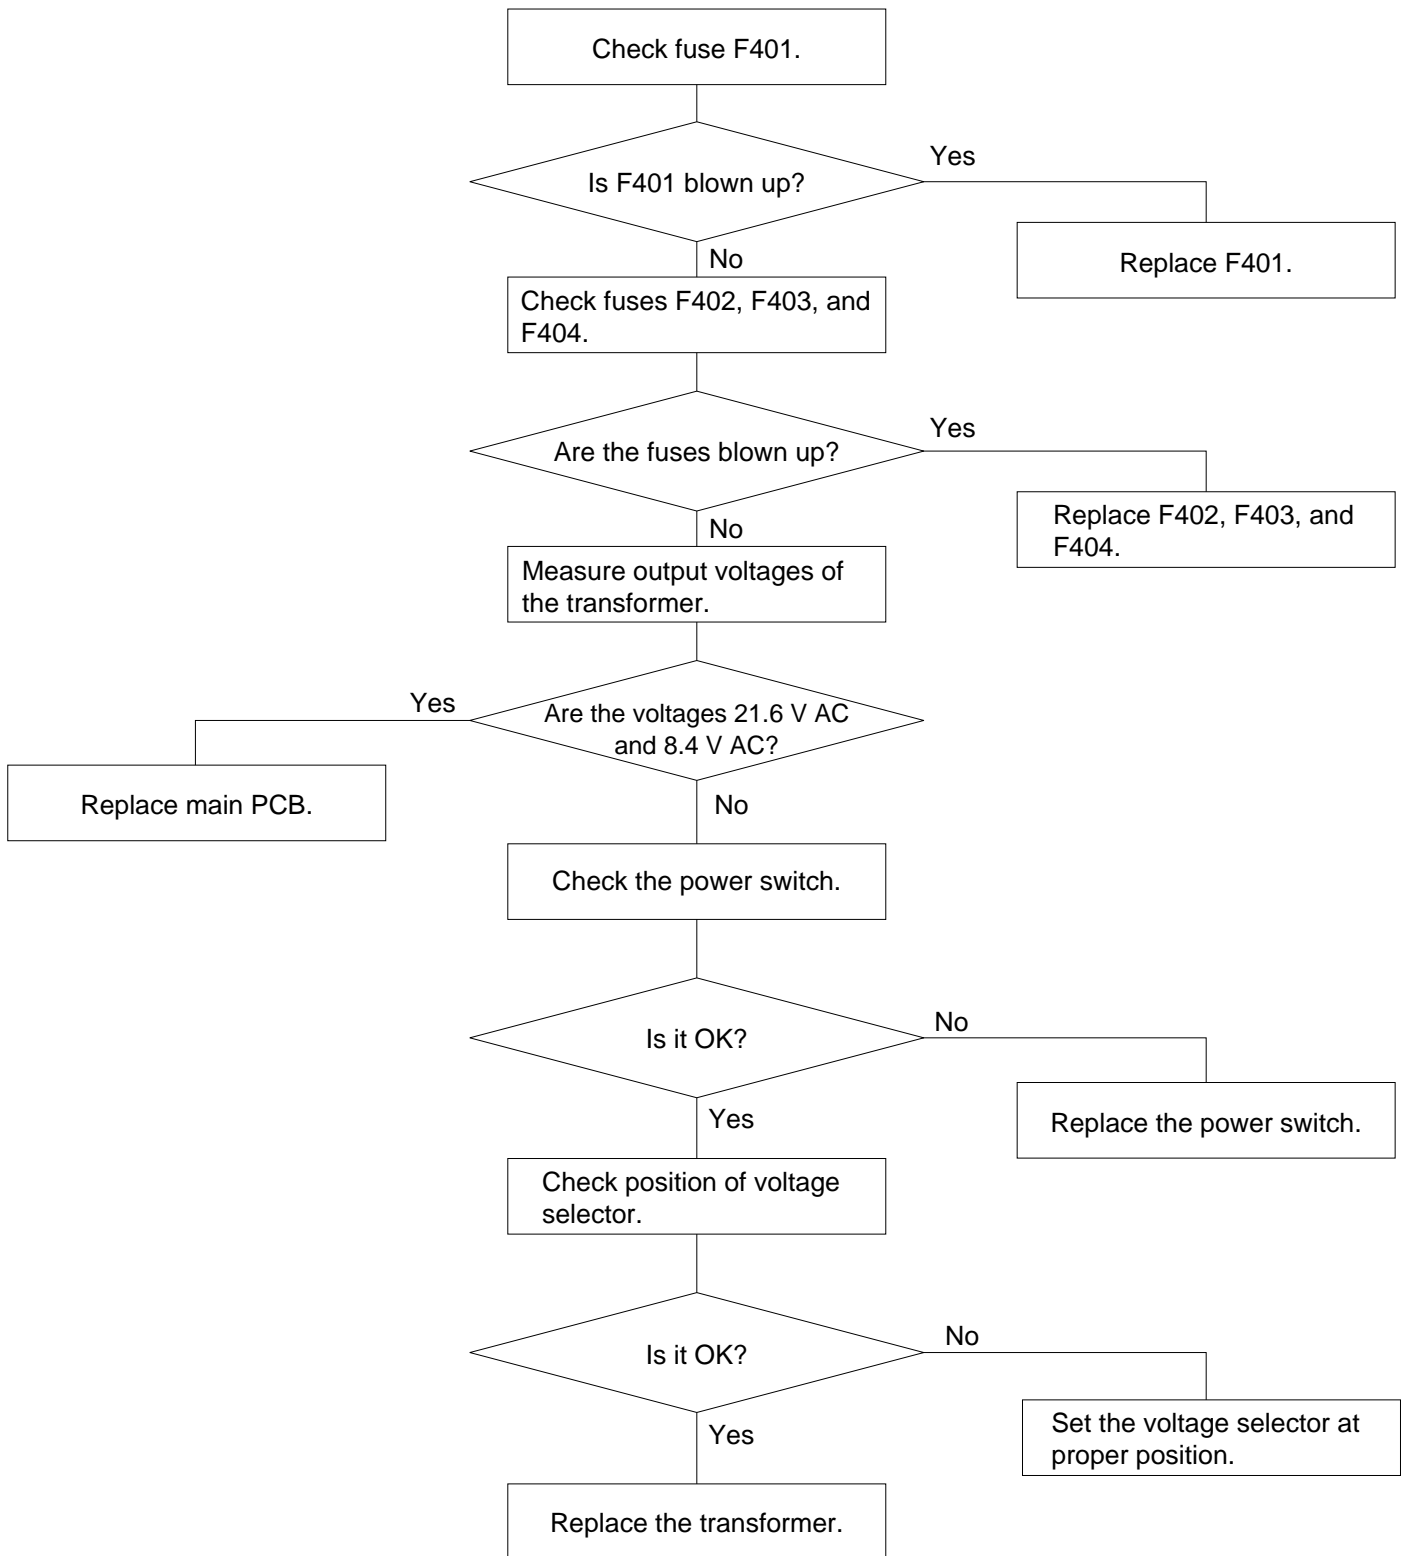 Check fuse F401.
Is F401 blown up?
Yes
Replace F401.
No
Check fuses F402, F403, and
F404.
Are the fuses blown up?
Yes
Replace F402, F403, and
F404.
No
Measure output voltages of
the transformer.
Are the voltages 21.6 V AC
and 8.4 V AC?
Yes
Replace main PCB.
No
Check the power switch.
Is it OK?
No
Replace the power switch.
Yes
Check position of voltage
selector.
Is it OK?
No
Set the voltage selector at
proper position.
Yes
Replace the transformer.